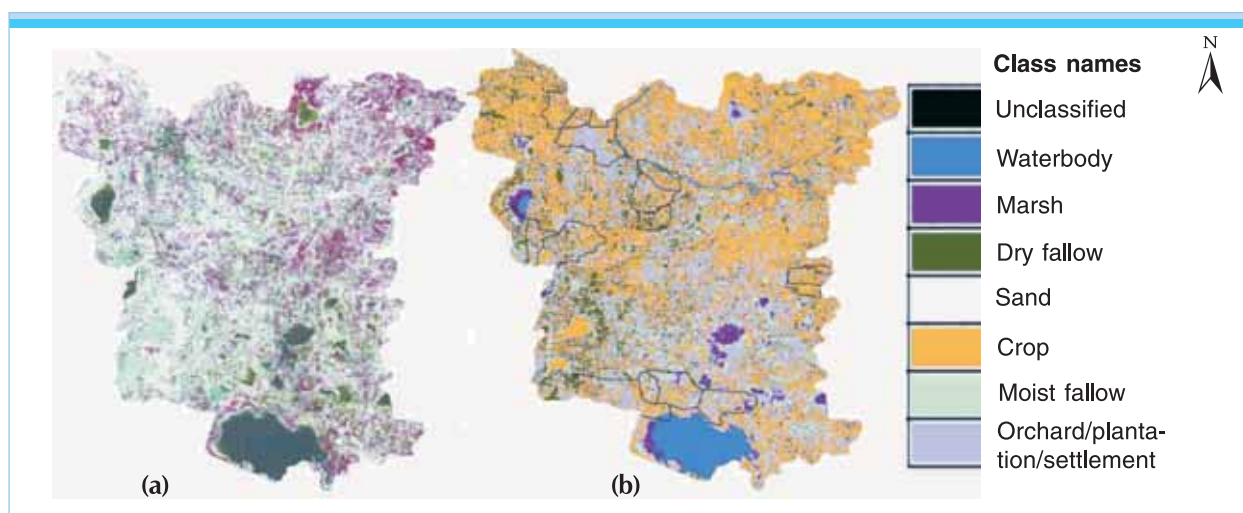 N
Class names
Unclassified
Waterbody
Marsh
Dry fallow
Sand
Crop
Moist fallow
Orchard/planta-
tion/settlement
(a)
(b)